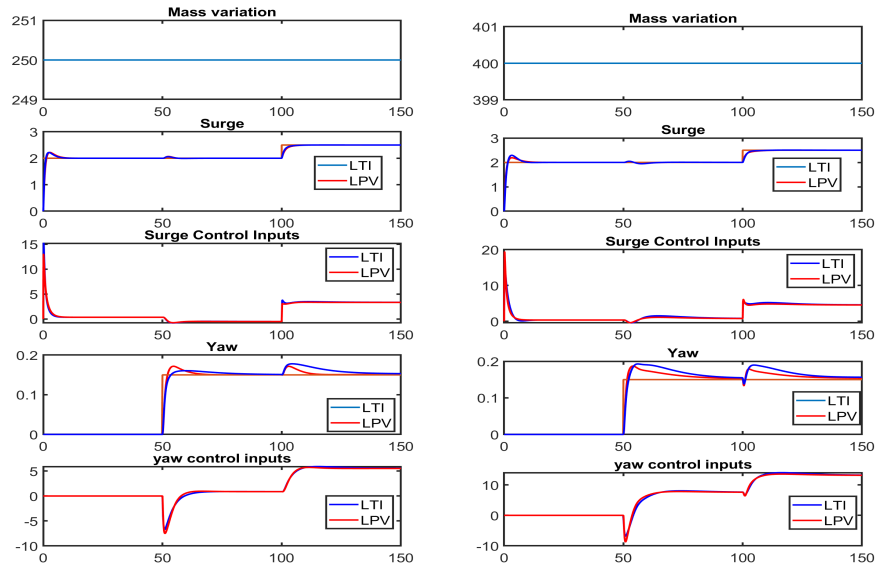 Mass variation
251
250
249
0 50 100 150
Surge
3
2
1
0
LTI
LPV
0 50 100 150
Surge Control Inputs
15
10
5
0
LTI
LPV
0 50 100 150
Yaw
0.2
0.1
0
LTI
LPV
0 50 100 150
yaw control inputs
5
0
-5
-10
LTI
LPV
0 50 100 150
Mass variation
401
400
399
0 50 100 150
Surge
3
2
1
0
LTI
LPV
0 50 100 150
Surge Control Inputs
20
10
0
LTI
LPV
0 50 100 150
Yaw
0.2
0.1
0
LTI
LPV
0 50 100 150
yaw control inputs
10
0
-10
LTI
LPV
0 50 100 150